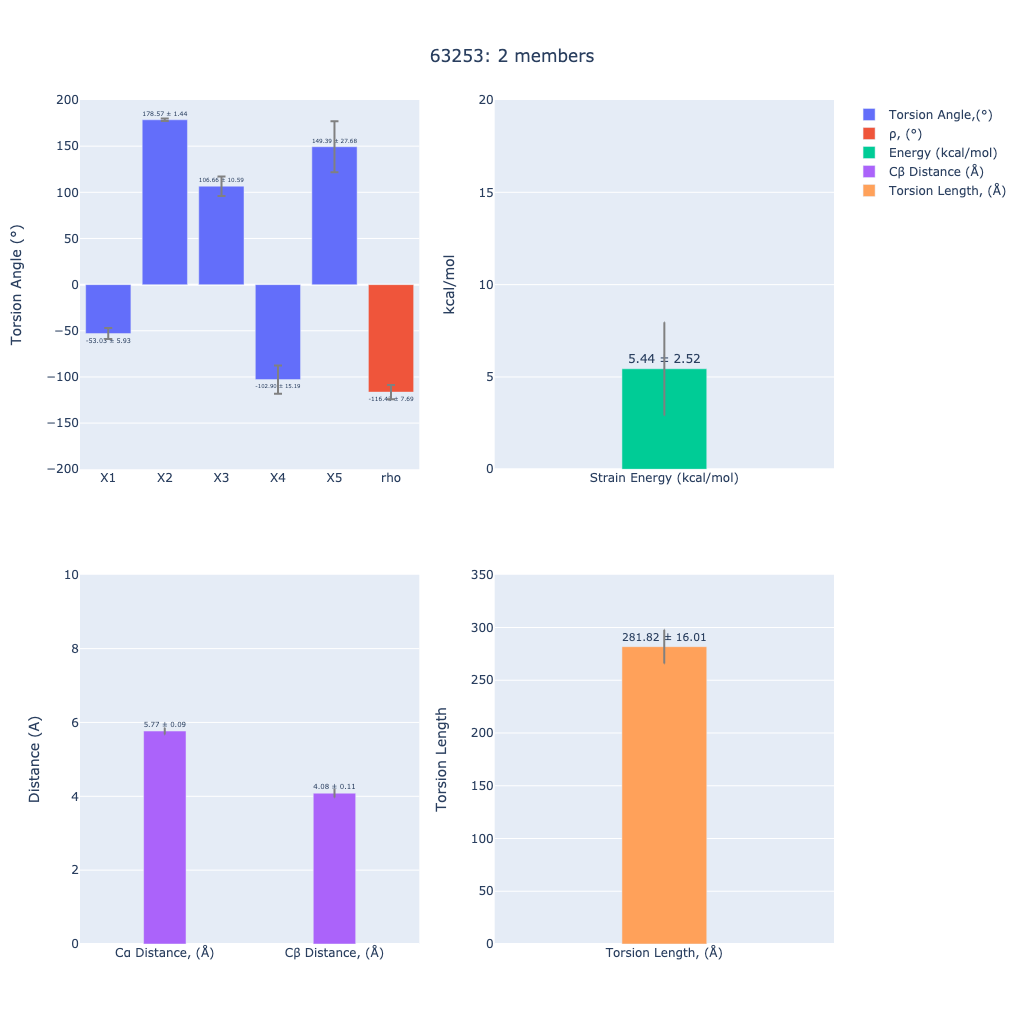 63253: 2 members
Torsion Angle (°)
200
150
100
50
0
−50
−100
−150
−200
-53.03 ± 5.93
178.57 ± 1.44
106.66 ± 10.59
-102.90 ± 15.19
149.39 ± 27.68
± 7.69
X1
X2
X3
X4
X5
rho
kcal/mol
20
15
10
5
0
5.44 ± 2.52
Strain Energy (kcal/mol)
Torsion Angle,(°)
ρ, (°)
Energy (kcal/mol)
Cβ Distance (Å)
Torsion Length, (Å)
Distance (A)
10
8
6
4
2
0
5.77 ± 0.09
4.08 ± 0.11
Cα Distance, (Å)
Cβ Distance, (Å)
Torsion Length
350
300
250
200
150
100
50
0
281.82 ± 16.01
Torsion Length, (Å)